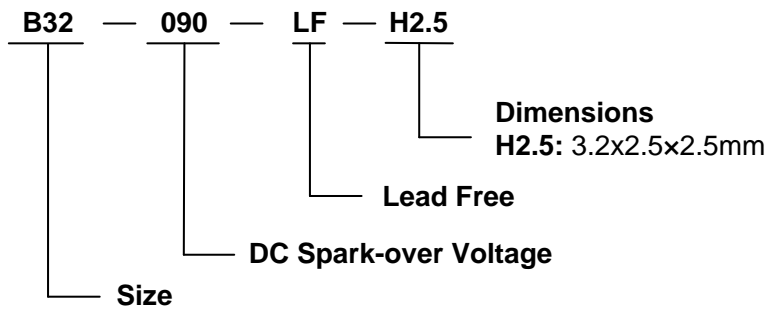 B32 — 090 — LF — H2.5
Dimensions
H2.5: 3.2x2.5×2.5mm
Lead Free
DC Spark-over Voltage
Size